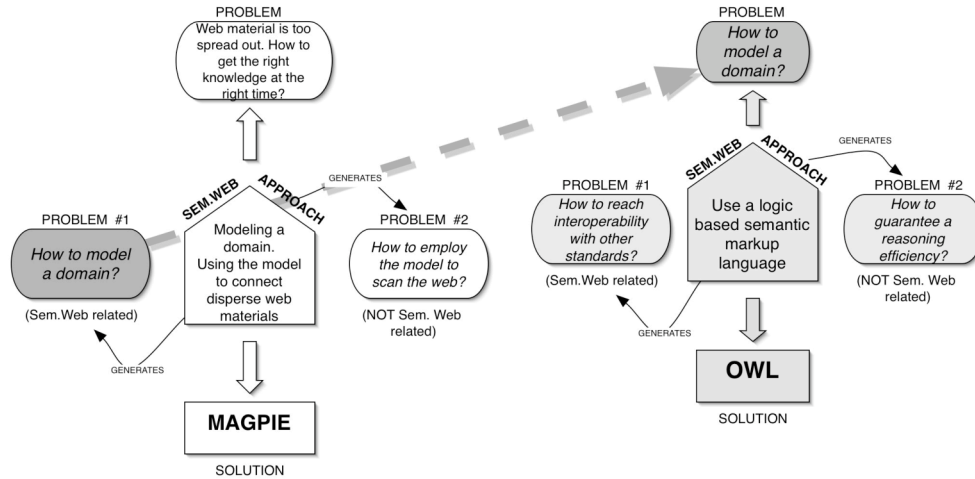 PROBLEM
Web material is too
spread out. How to
get the right
knowledge at the
right time?
SEM.WEB
APPROACH
GENERATES
PROBLEM #1
How to model
a domain?
(Sem.Web related)
Modeling a
domain.
Using the model
to connect
disperse web
materials
PROBLEM #2
How to employ
the model to
scan the web?
(NOT Sem. Web
related)
GENERATES
MAGPIE
SOLUTION
PROBLEM
How to
model a
domain?
SEM.WEB
APPROACH
GENERATES
PROBLEM #1
How to reach
interoperability
with other
standards?
(Sem.Web related)
Use a logic
based semantic
markup
language
PROBLEM #2
How to
guarantee a
reasoning
efficiency?
(NOT Sem. Web
related)
GENERATES
OWL
SOLUTION